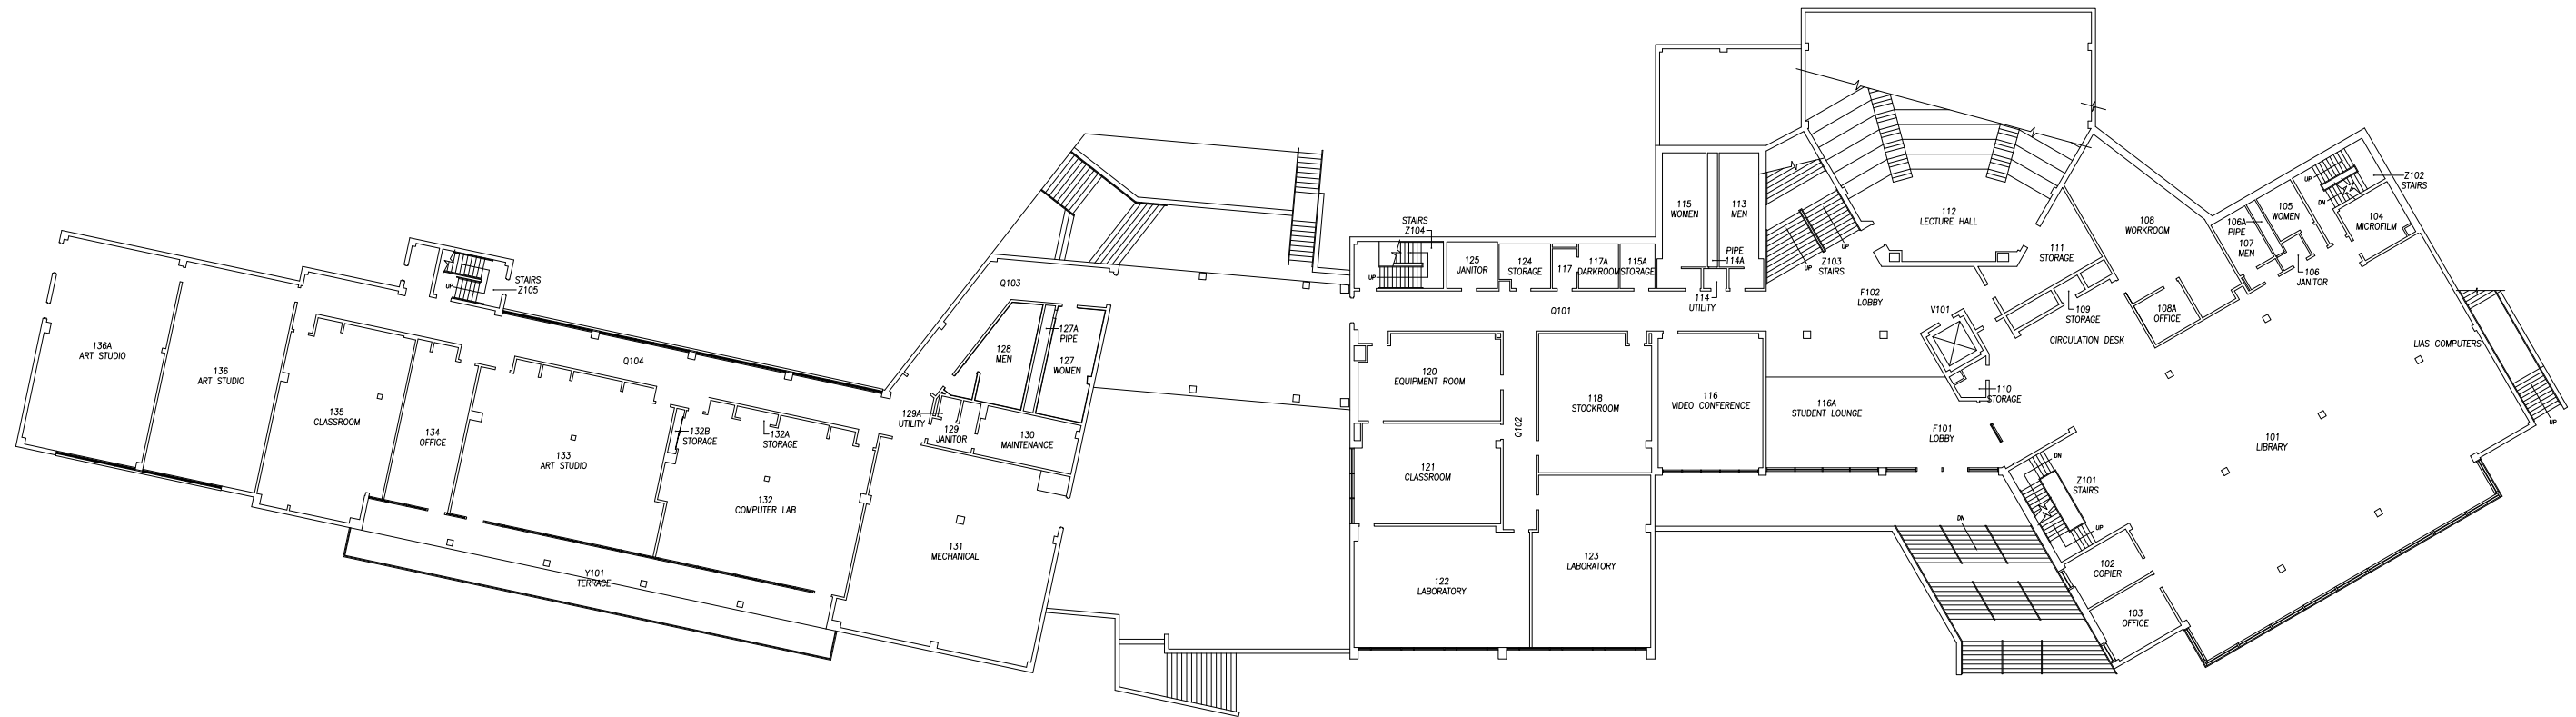 136A
ART STUDIO
136
ART STUDIO
135
CLASSROOM
134
OFFICE
UP
STAIRS
Z105
Q104
133
ART STUDIO
132B
STORAGE
132A
STORAGE
132
COMPUTER LAB
Y101
TERRACE
Q103
128
MEN
127A
PIPE
127
WOMEN
129A
UTILITY
129
JANITOR
130
MAINTENANCE
131
MECHANICAL
STAIRS
Z104
UP
125
JANITOR
124
STORAGE
117
117A
DARKROOM
115A
STORAGE
115
WOMEN
113
MEN
PIPE
114A
114
UTILITY
Q101
120
EQUIPMENT ROOM
121
CLASSROOM
122
LABORATORY
Q102
118
STOCKROOM
123
LABORATORY
116
VIDEO CONFERENCE
116A
STUDENT LOUNGE
UP
UP
Z103
STAIRS
F102
LOBBY
112
LECTURE HALL
111
STORAGE
V101
109
STORAGE
CIRCULATION DESK
110
STORAGE
F101
LOBBY
108
WORKROOM
108A
OFFICE
106A
PIPE
107
MEN
105
WOMEN
106
JANITOR
UP
DN
Z102
STAIRS
104
MICROFILM
LIAS COMPUTERS
UP
101
LIBRARY
DN
Z101
STAIRS
UP
DN
102
COPIER
103
OFFICE